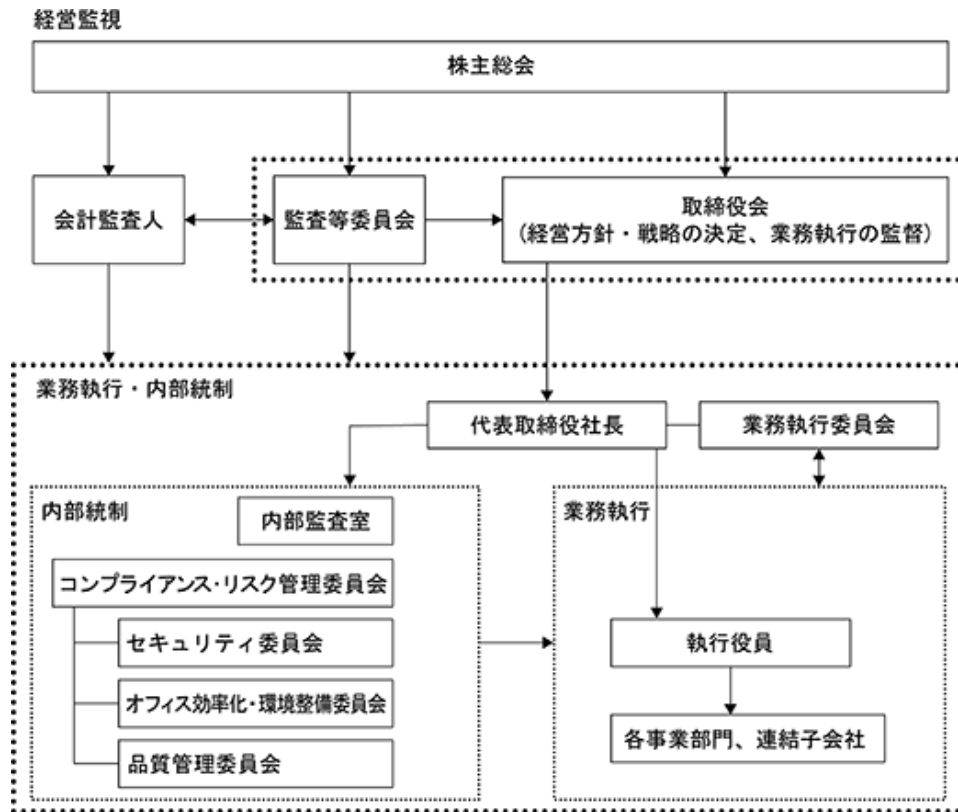 経営監視
株主総会
会計監査人
監査等委員会
取締役会
(経営方針・戦略の決定、業務執行の監督)
業務執行・内部統制
代表取締役社長
業務執行委員会
内部統制
内部監査室
コンプライアンス・リスク管理委員会
セキュリティ委員会
オフィス効率化・環境整備委員会
品質管理委員会
業務執行
執行役員
各事業部門、連結子会社